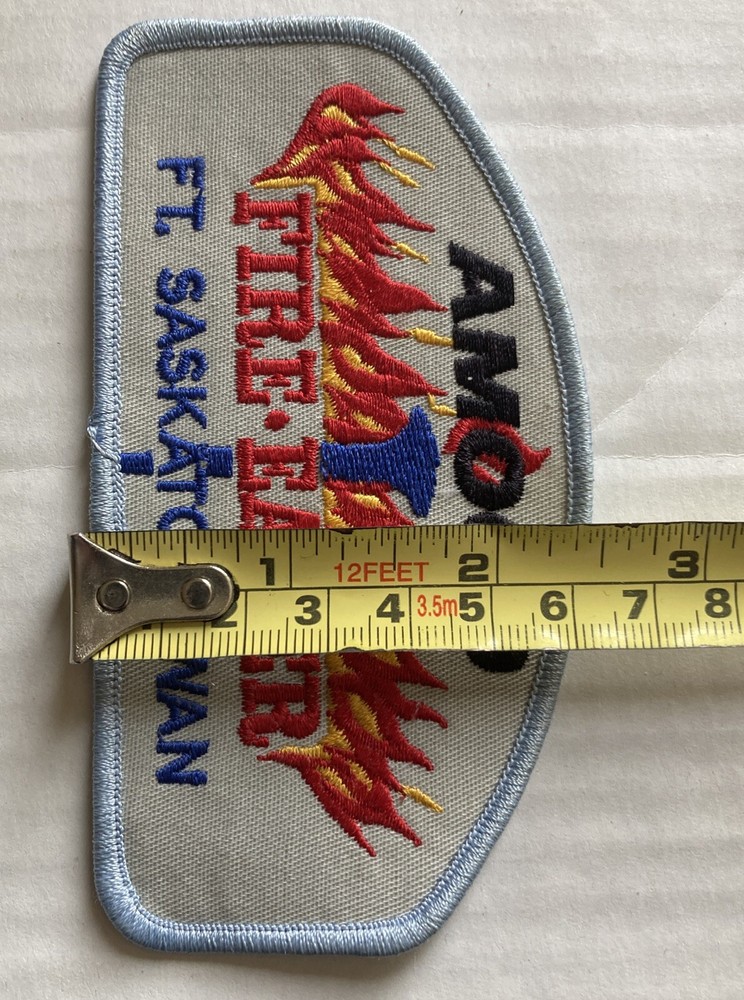 AMO
FIRE·EA ER
FT. SASKATC WAN
1 12FEET 2 3
2 3 4 3.5m 5 6 7 8